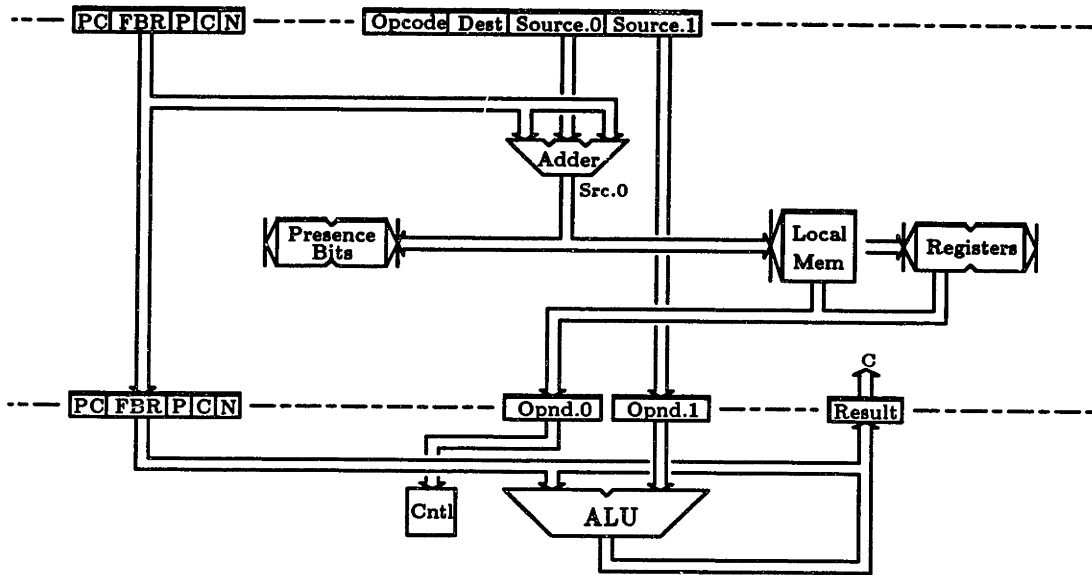 PC FBR P C N Opcode Dest Source.0 Source.1
Adder
Src.0
Presence
Bits
Local
Mem
Registers
C
PC FBR P C N Opnd.0 Opnd.1 Result
Cntl
ALU